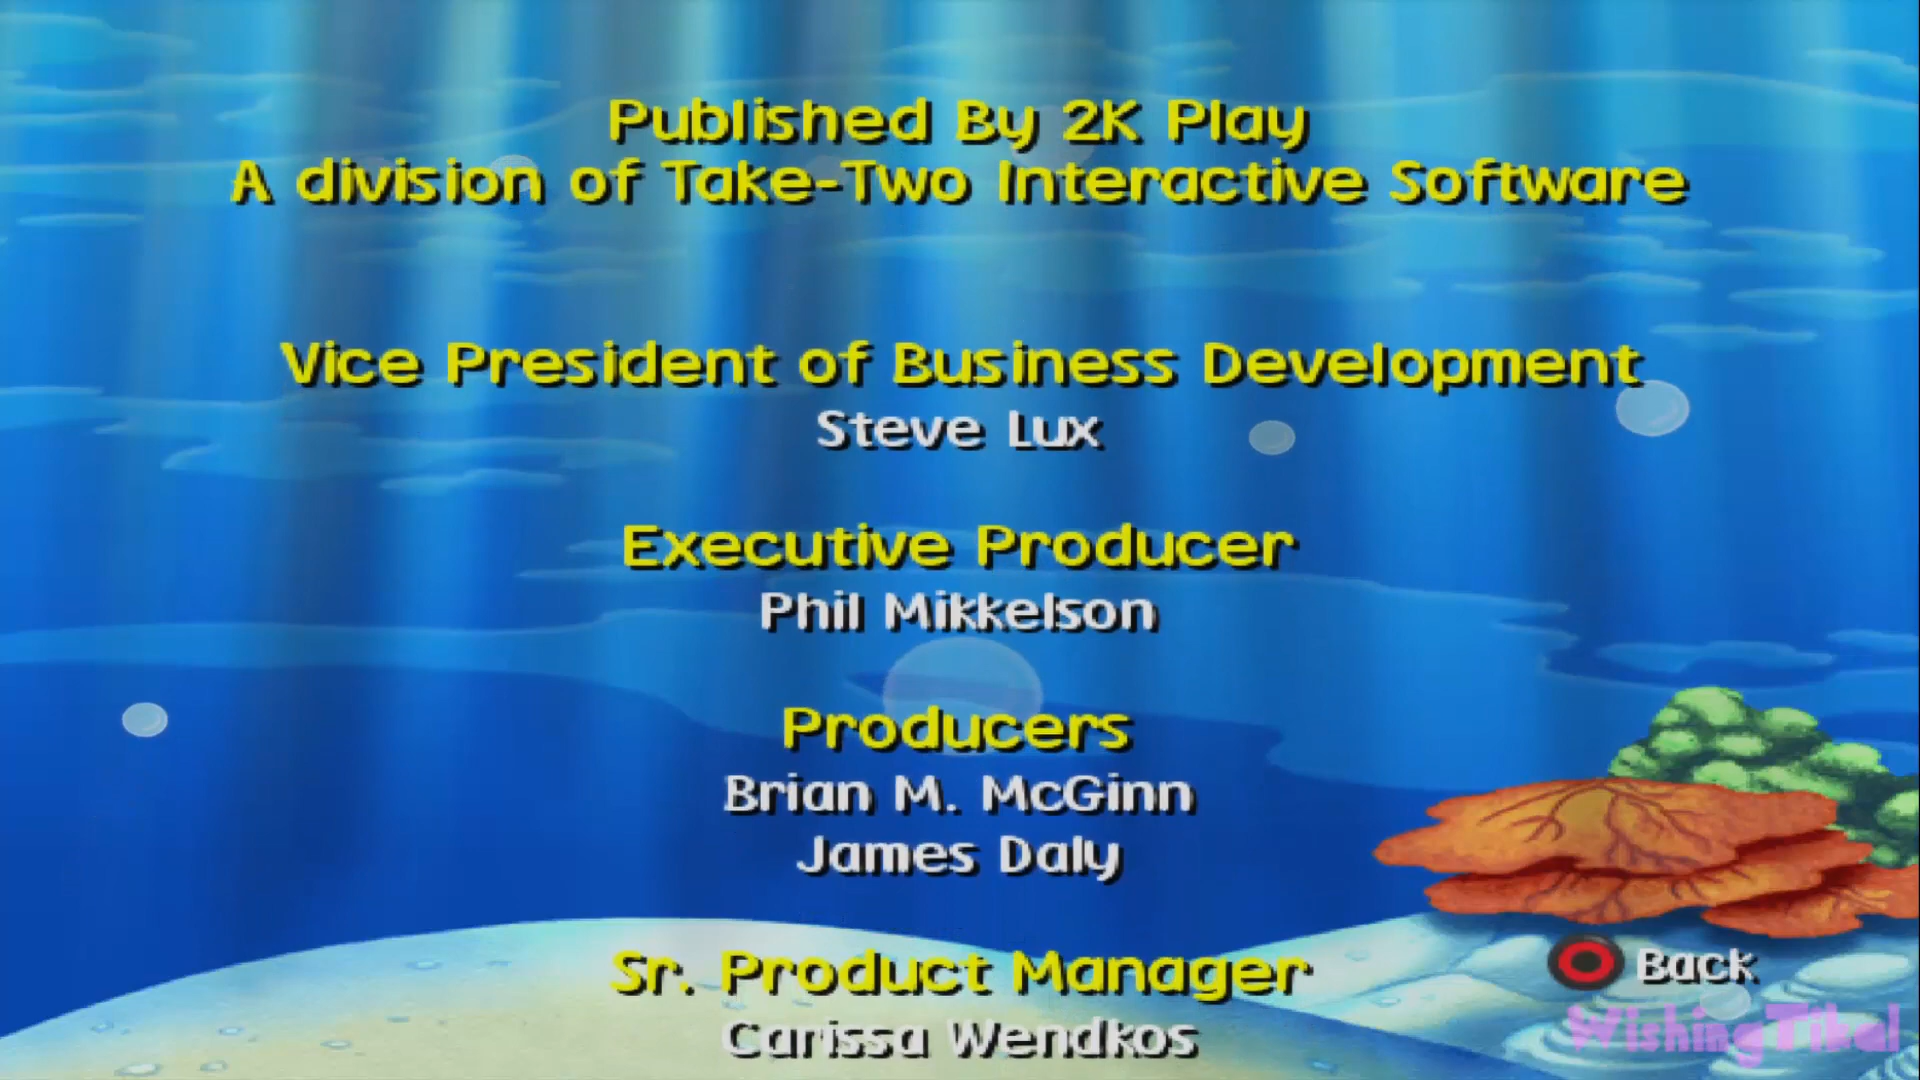 Published By 2K Play
A division of Take-Two Interactive Software
Vice President of Business Development
Steve Lux
Executive Producer
Phil Mikkelson
Producers
Brian M. McGinn
James Daly
Sr. Product Manager
Carissa Wendkos
Back
WishingTikal